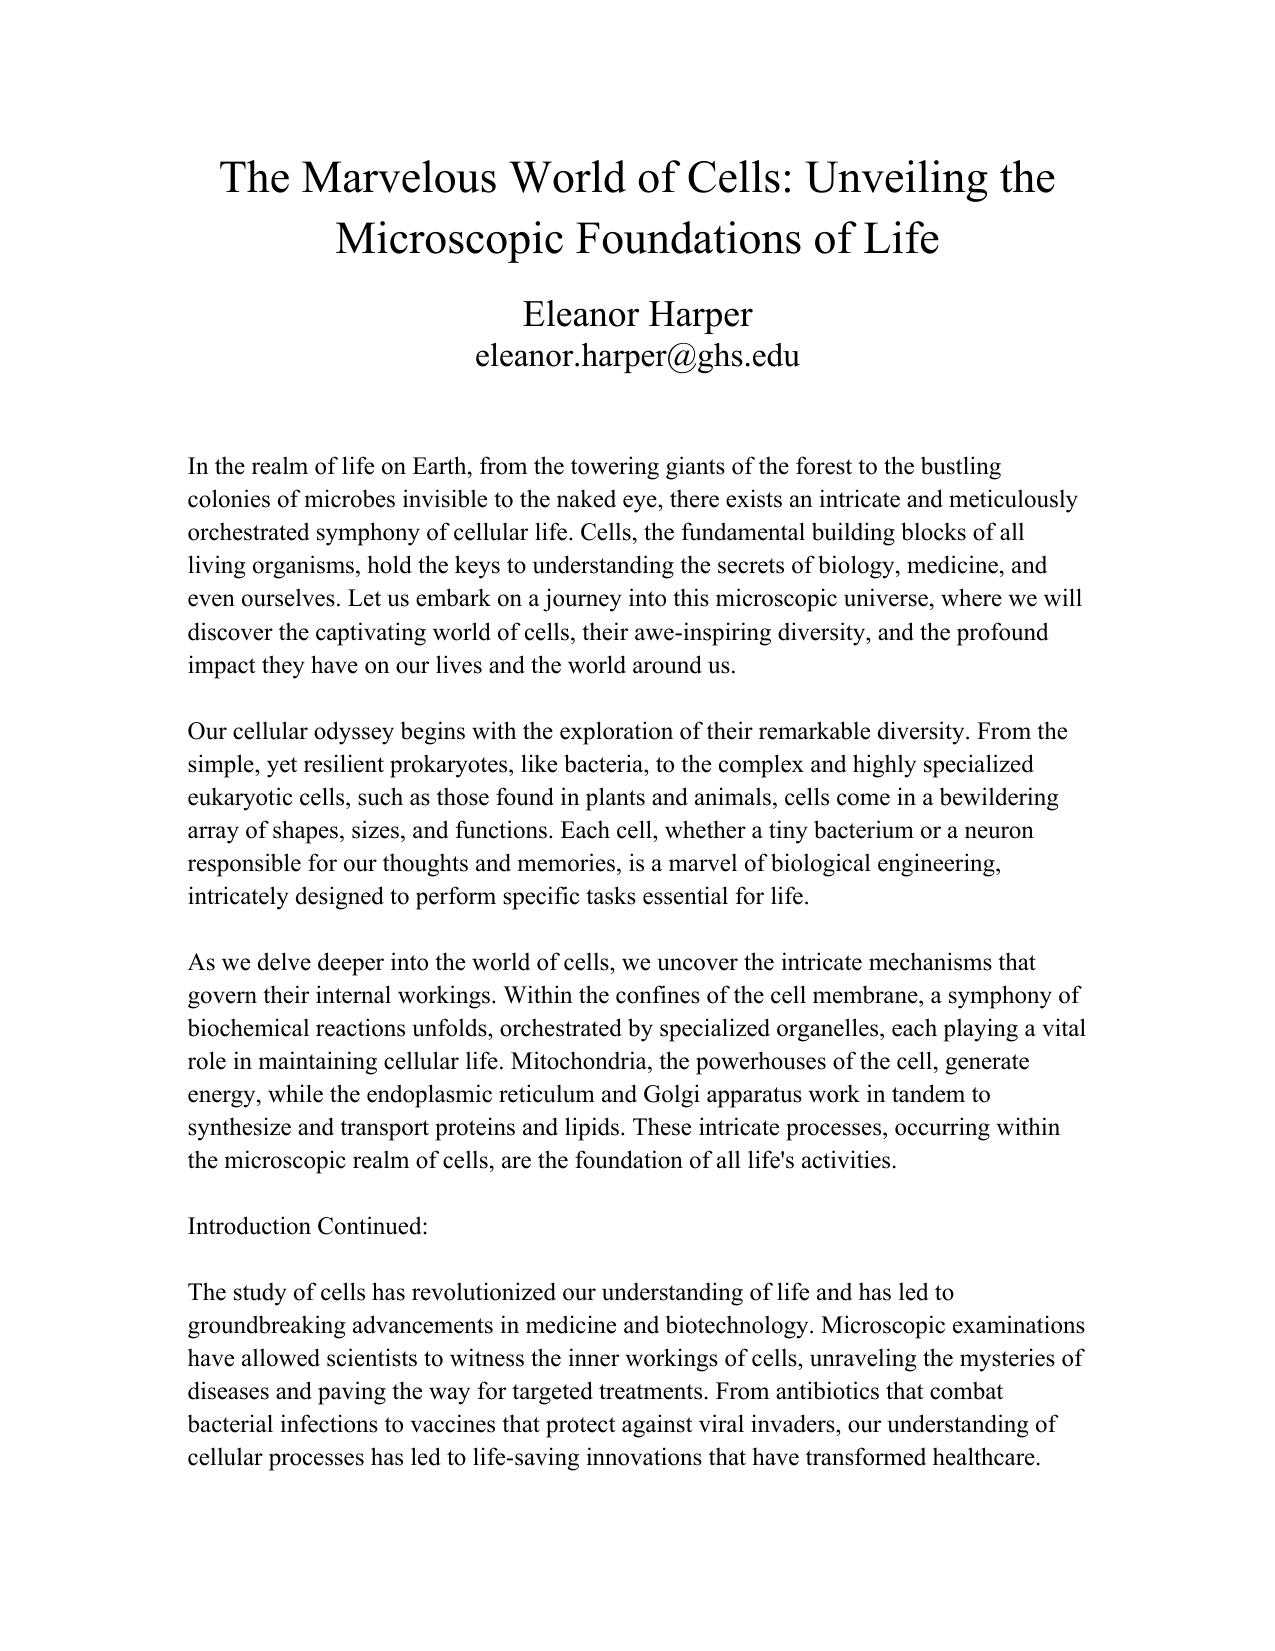 The Marvelous World of Cells: Unveiling the
Microscopic Foundations of Life
Eleanor Harper
eleanor.harper@ghs.edu
In the realm of life on Earth, from the towering giants of the forest to the bustling
colonies of microbes invisible to the naked eye, there exists an intricate and meticulously
orchestrated symphony of cellular life. Cells, the fundamental building blocks of all
living organisms, hold the keys to understanding the secrets of biology, medicine, and
even ourselves. Let us embark on a journey into this microscopic universe, where we will
discover the captivating world of cells, their awe-inspiring diversity, and the profound
impact they have on our lives and the world around us.
Our cellular odyssey begins with the exploration of their remarkable diversity. From the
simple, yet resilient prokaryotes, like bacteria, to the complex and highly specialized
eukaryotic cells, such as those found in plants and animals, cells come in a bewildering
array of shapes, sizes, and functions. Each cell, whether a tiny bacterium or a neuron
responsible for our thoughts and memories, is a marvel of biological engineering,
intricately designed to perform specific tasks essential for life.
As we delve deeper into the world of cells, we uncover the intricate mechanisms that
govern their internal workings. Within the confines of the cell membrane, a symphony of
biochemical reactions unfolds, orchestrated by specialized organelles, each playing a vital
role in maintaining cellular life. Mitochondria, the powerhouses of the cell, generate
energy, while the endoplasmic reticulum and Golgi apparatus work in tandem to
synthesize and transport proteins and lipids. These intricate processes, occurring within
the microscopic realm of cells, are the foundation of all life's activities.
Introduction Continued:
The study of cells has revolutionized our understanding of life and has led to
groundbreaking advancements in medicine and biotechnology. Microscopic examinations
have allowed scientists to witness the inner workings of cells, unraveling the mysteries of
diseases and paving the way for targeted treatments. From antibiotics that combat
bacterial infections to vaccines that protect against viral invaders, our understanding of
cellular processes has led to life-saving innovations that have transformed healthcare.